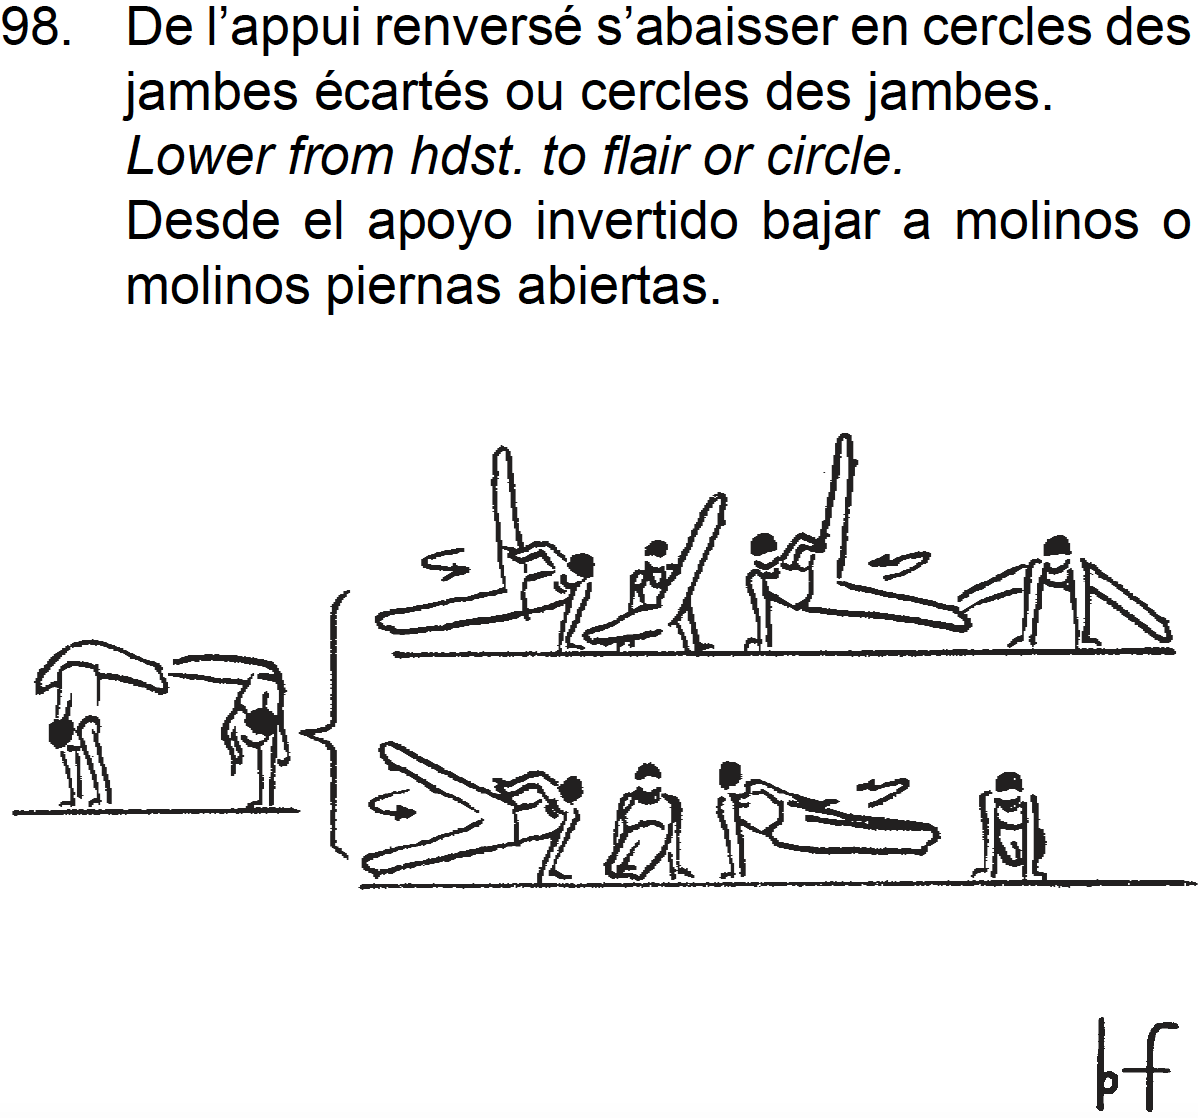 98. De l’appui renversé s’abaisser en cercles des
jambes écartés ou cercles des jambes.
Lower from hdst. to flair or circle.
Desde el apoyo invertido bajar a molinos o
molinos piernas abiertas.